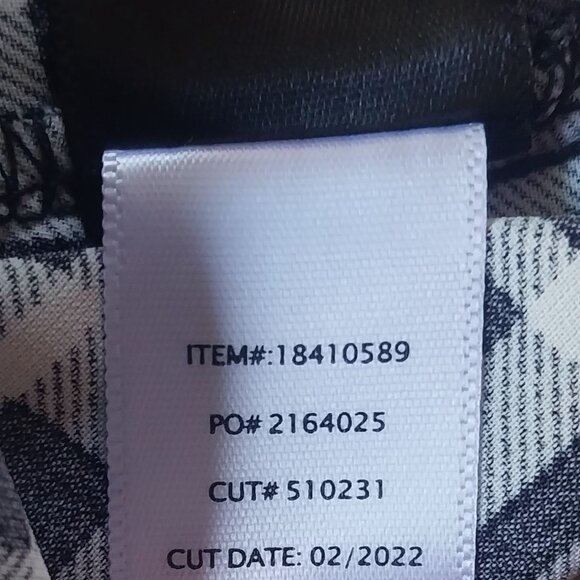 ITEM#:18410589
PO# 2164025
CUT# 510231
CUT DATE: 02/2022